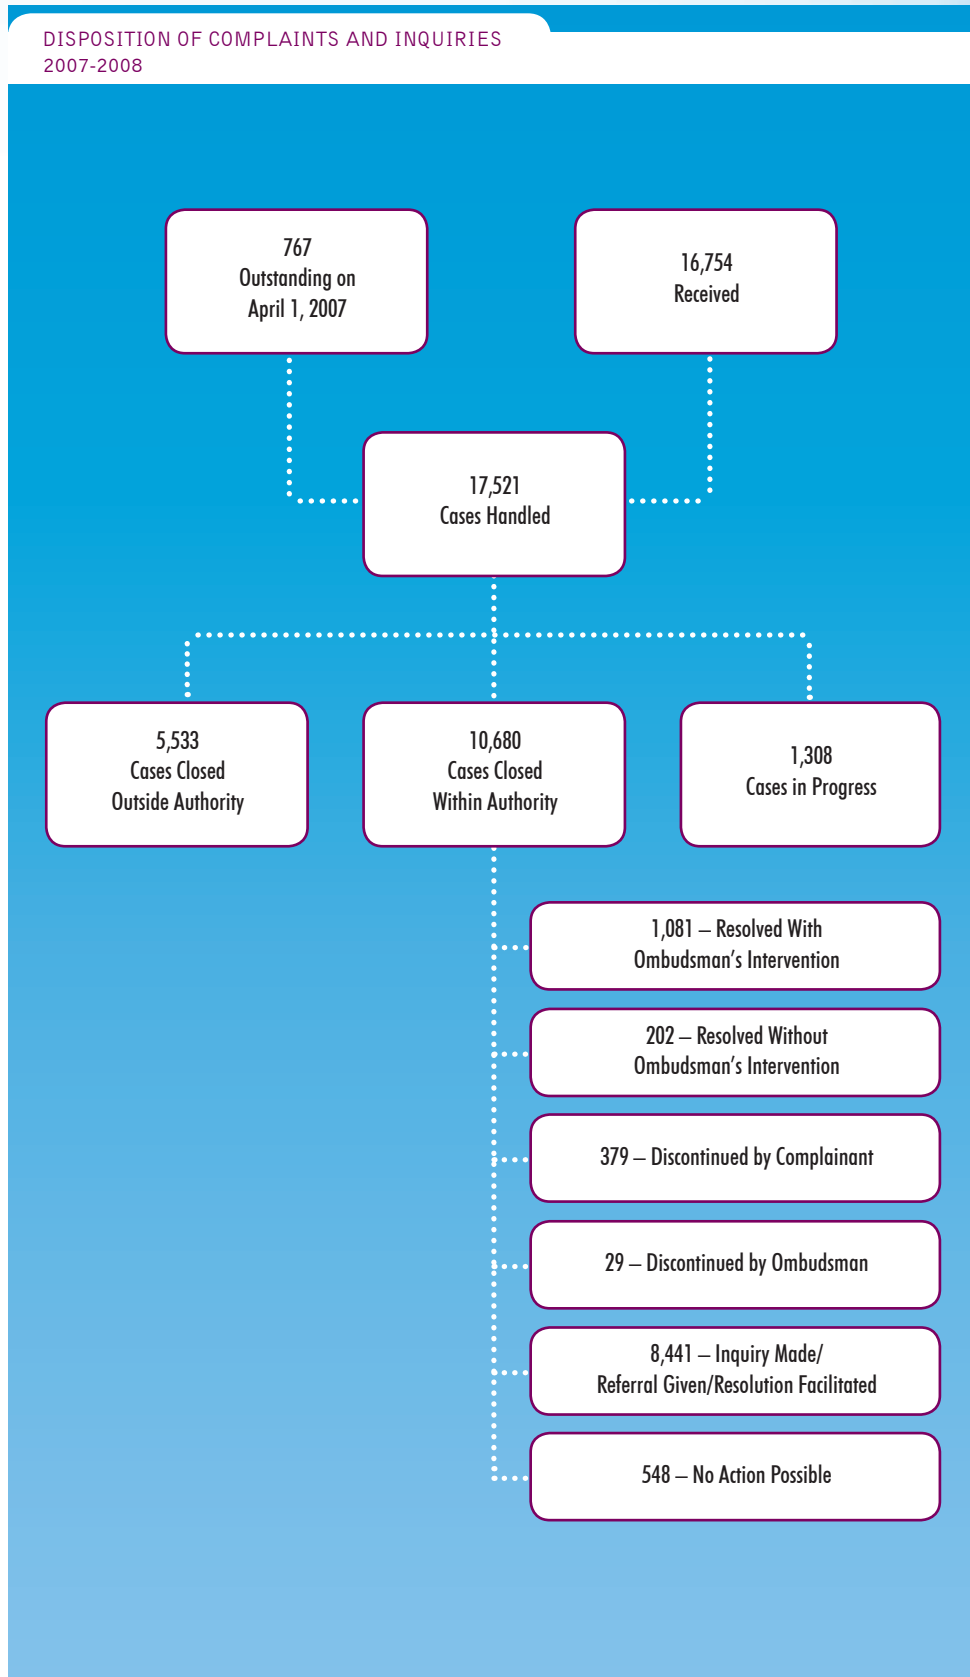 DISPOSITION OF COMPLAINTS AND INQUIRIES
2007-2008
767
Outstanding on
April 1, 2007
16,754
Received
17,521
Cases Handled
5,533
Cases Closed
Outside Authority
10,680
Cases Closed
Within Authority
1,308
Cases in Progress
1,081 – Resolved With
Ombudsman’s Intervention
202 – Resolved Without
Ombudsman’s Intervention
379 – Discontinued by Complainant
29 – Discontinued by Ombudsman
8,441 – Inquiry Made/
Referral Given/Resolution Facilitated
548 – No Action Possible